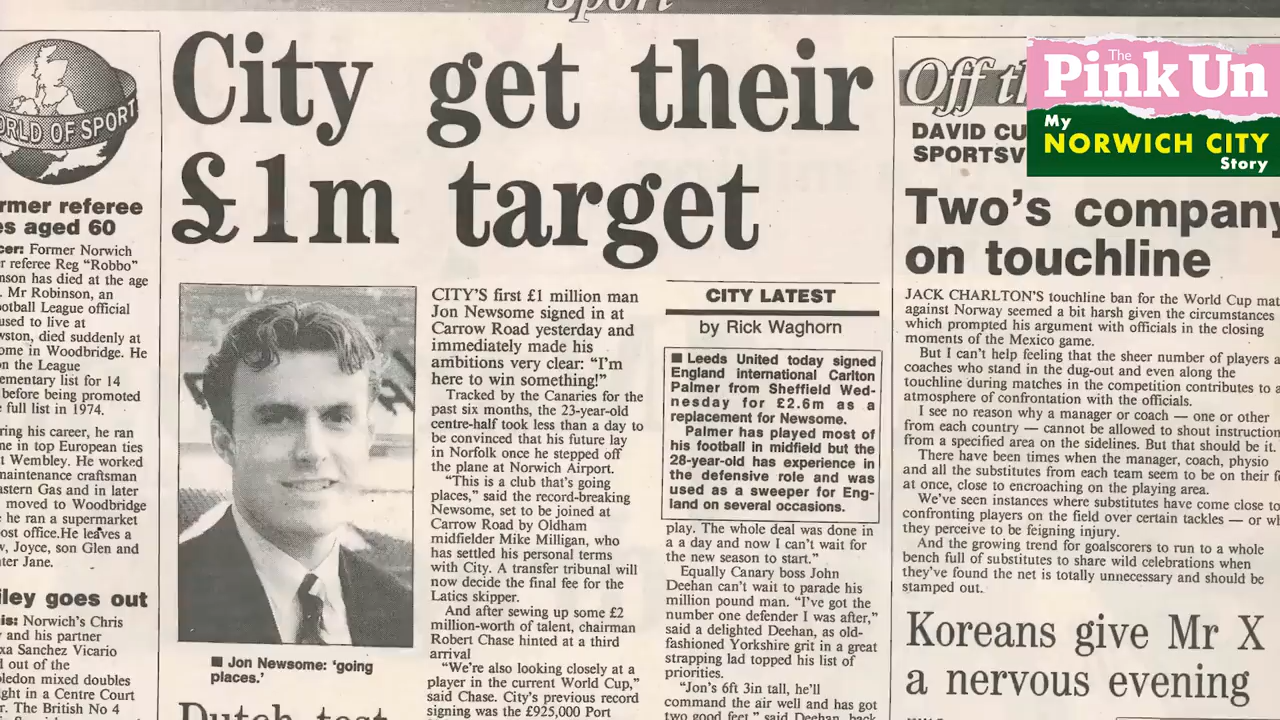 Sport
WORLD OF SPORT
rmer referee
es aged 60
cer: Former Norwich
r referee Reg “Robbo”
nson has died at the age
. Mr Robinson, an
ootball League official
used to live at
wston, died suddenly at
ome in Woodbridge. He
on the League
ementary list for 14
before being promoted
e full list in 1974.
ring his career, he ran
ne in top European ties
t Wembley. He worked
maintenance craftsman
astern Gas and in later
moved to Woodbridge
e he ran a supermarket
ost office.He leaves a
w, Joyce, son Glen and
ter Jane.
iley goes out
is: Norwich’s Chris
y and his partner
xa Sanchez Vicario
d out of the
bledon mixed doubles
ght in a Centre Court
r. The British No 4
City get their
£1m target
■ Jon Newsome: ‘going
places.’
Dutch test
CITY’S first £1 million man
Jon Newsome signed in at
Carrow Road yesterday and
immediately made his
ambitions very clear: “I’m
here to win something!”
Tracked by the Canaries for the
past six months, the 23-year-old
centre-half took less than a day to
be convinced that his future lay
in Norfolk once he stepped off
the plane at Norwich Airport.
“This is a club that’s going
places,” said the record-breaking
Newsome, set to be joined at
Carrow Road by Oldham
midfielder Mike Milligan, who
has settled his personal terms
with City. A transfer tribunal will
now decide the final fee for the
Latics skipper.
And after sewing up some £2
million-worth of talent, chairman
Robert Chase hinted at a third
arrival
“We’re also looking closely at a
player in the current World Cup,”
said Chase. City’s previous record
signing was the £925,000 Port
CITY LATEST
by Rick Waghorn
■ Leeds United today signed
England international Carlton
Palmer from Sheffield Wed-
nesday for £2.6m as a
replacement for Newsome.
Palmer has played most of
his football in midfield but the
28-year-old has experience in
the defensive role and was
used as a sweeper for Eng-
land on several occasions.
play. The whole deal was done in
a a day and now I can’t wait for
the new season to start.”
Equally Canary boss John
Deehan can’t wait to parade his
million pound man. “I’ve got the
number one defender I was after,”
said a delighted Deehan, as old-
fashioned Yorkshire grit in a great
strapping lad topped his list of
priorities.
“Jon’s 6ft 3in tall, he’ll
command the air well and has got
two good feet,” said Deehan, back
Off th
DAVID CU
SPORTSV
The
Pink Un
My
NORWICH CITY
Story
Two’s company
on touchline
JACK CHARLTON’S touchline ban for the World Cup mat
against Norway seemed a bit harsh given the circumstances
which prompted his argument with officials in the closing
moments of the Mexico game.
But I can’t help feeling that the sheer number of players a
coaches who stand in the dug-out and even along the
touchline during matches in the competition contributes to a
atmosphere of confrontation with the officials.
I see no reason why a manager or coach — one or other
from each country — cannot be allowed to shout instruction
from a specified area on the sidelines. But that should be it.
There have been times when the manager, coach, physio
and all the substitutes from each team seem to be on their fe
at once, close to encroaching on the playing area.
We’ve seen instances where substitutes have come close to
confronting players on the field over certain tackles — or wh
they perceive to be feigning injury.
And the growing trend for goalscorers to run to a whole
bench full of substitutes to share wild celebrations when
they’ve found the net is totally unnecessary and should be
stamped out.
Koreans give Mr X
a nervous evening